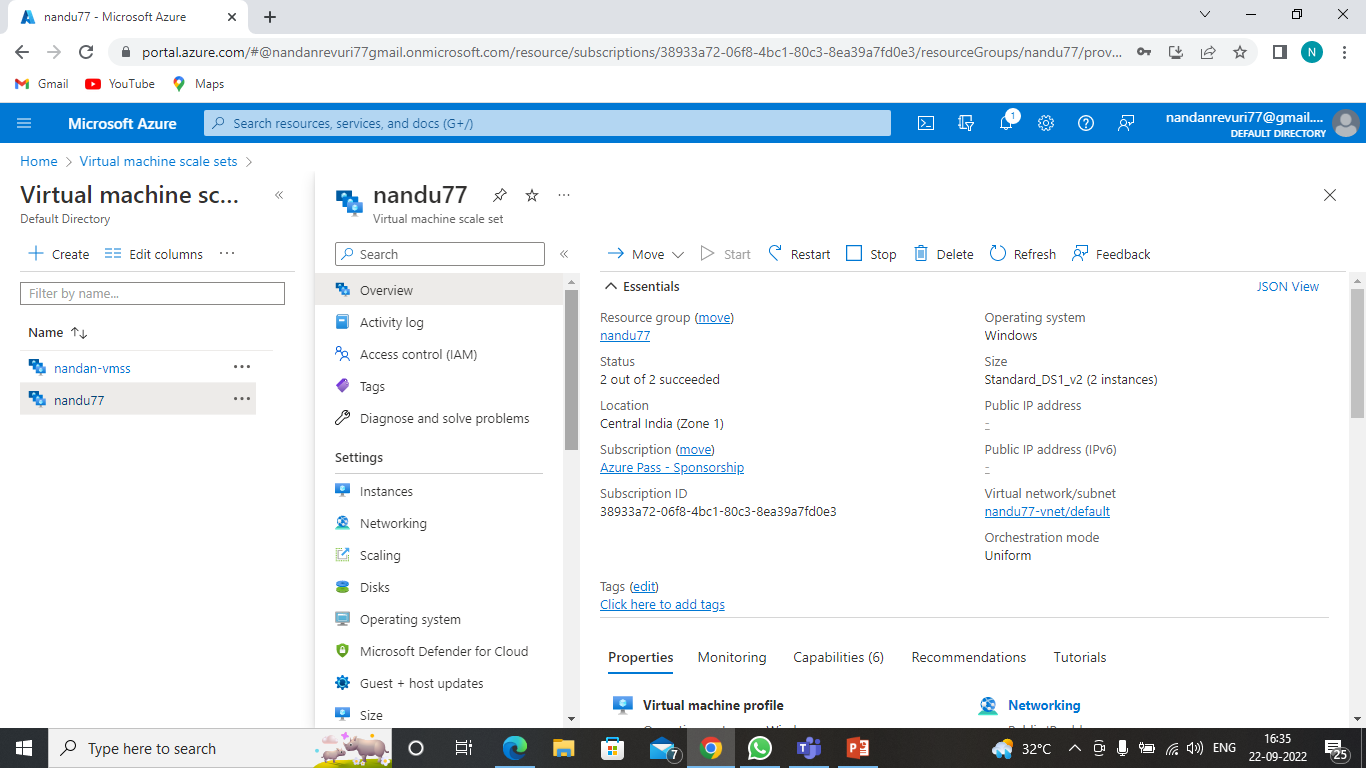 nandu77 - Microsoft Azure
portal.azure.com/#@nandanrevuri77gmail.onmicrosoft.com/resource/subscriptions/38933a72-06f8-4bc1-80c3-8ea39a7fd0e3/resourceGroups/nandu77/prov...
N
Gmail
YouTube
Maps
Microsoft Azure
Search resources, services, and docs (G+/)
1
nandanrevuri77@gmail....
DEFAULT DIRECTORY
Home > Virtual machine scale sets >
Virtual machine sc...
Default Directory
Create
Edit columns
Filter by name...
Name
nandan-vmss
nandu77
nandu77
Virtual machine scale set
Search
Overview
Activity log
Access control (IAM)
Tags
Diagnose and solve problems
Settings
Instances
Networking
Scaling
Disks
Operating system
Microsoft Defender for Cloud
Guest + host updates
Size
Move
Start
Restart
Stop
Delete
Refresh
Feedback
Essentials
JSON View
Resource group (move)
nandu77
Status
2 out of 2 succeeded
Location
Central India (Zone 1)
Subscription (move)
Azure Pass - Sponsorship
Subscription ID
38933a72-06f8-4bc1-80c3-8ea39a7fd0e3
Operating system
Windows
Size
Standard_DS1_v2 (2 instances)
Public IP address
-
Public IP address (IPv6)
-
Virtual network/subnet
nandu77-vnet/default
Orchestration mode
Uniform
Tags (edit)
Click here to add tags
Properties
Monitoring
Capabilities (6)
Recommendations
Tutorials
Virtual machine profile
Networking
Type here to search
7
32°C
ENG
16:35
22-09-2022
25